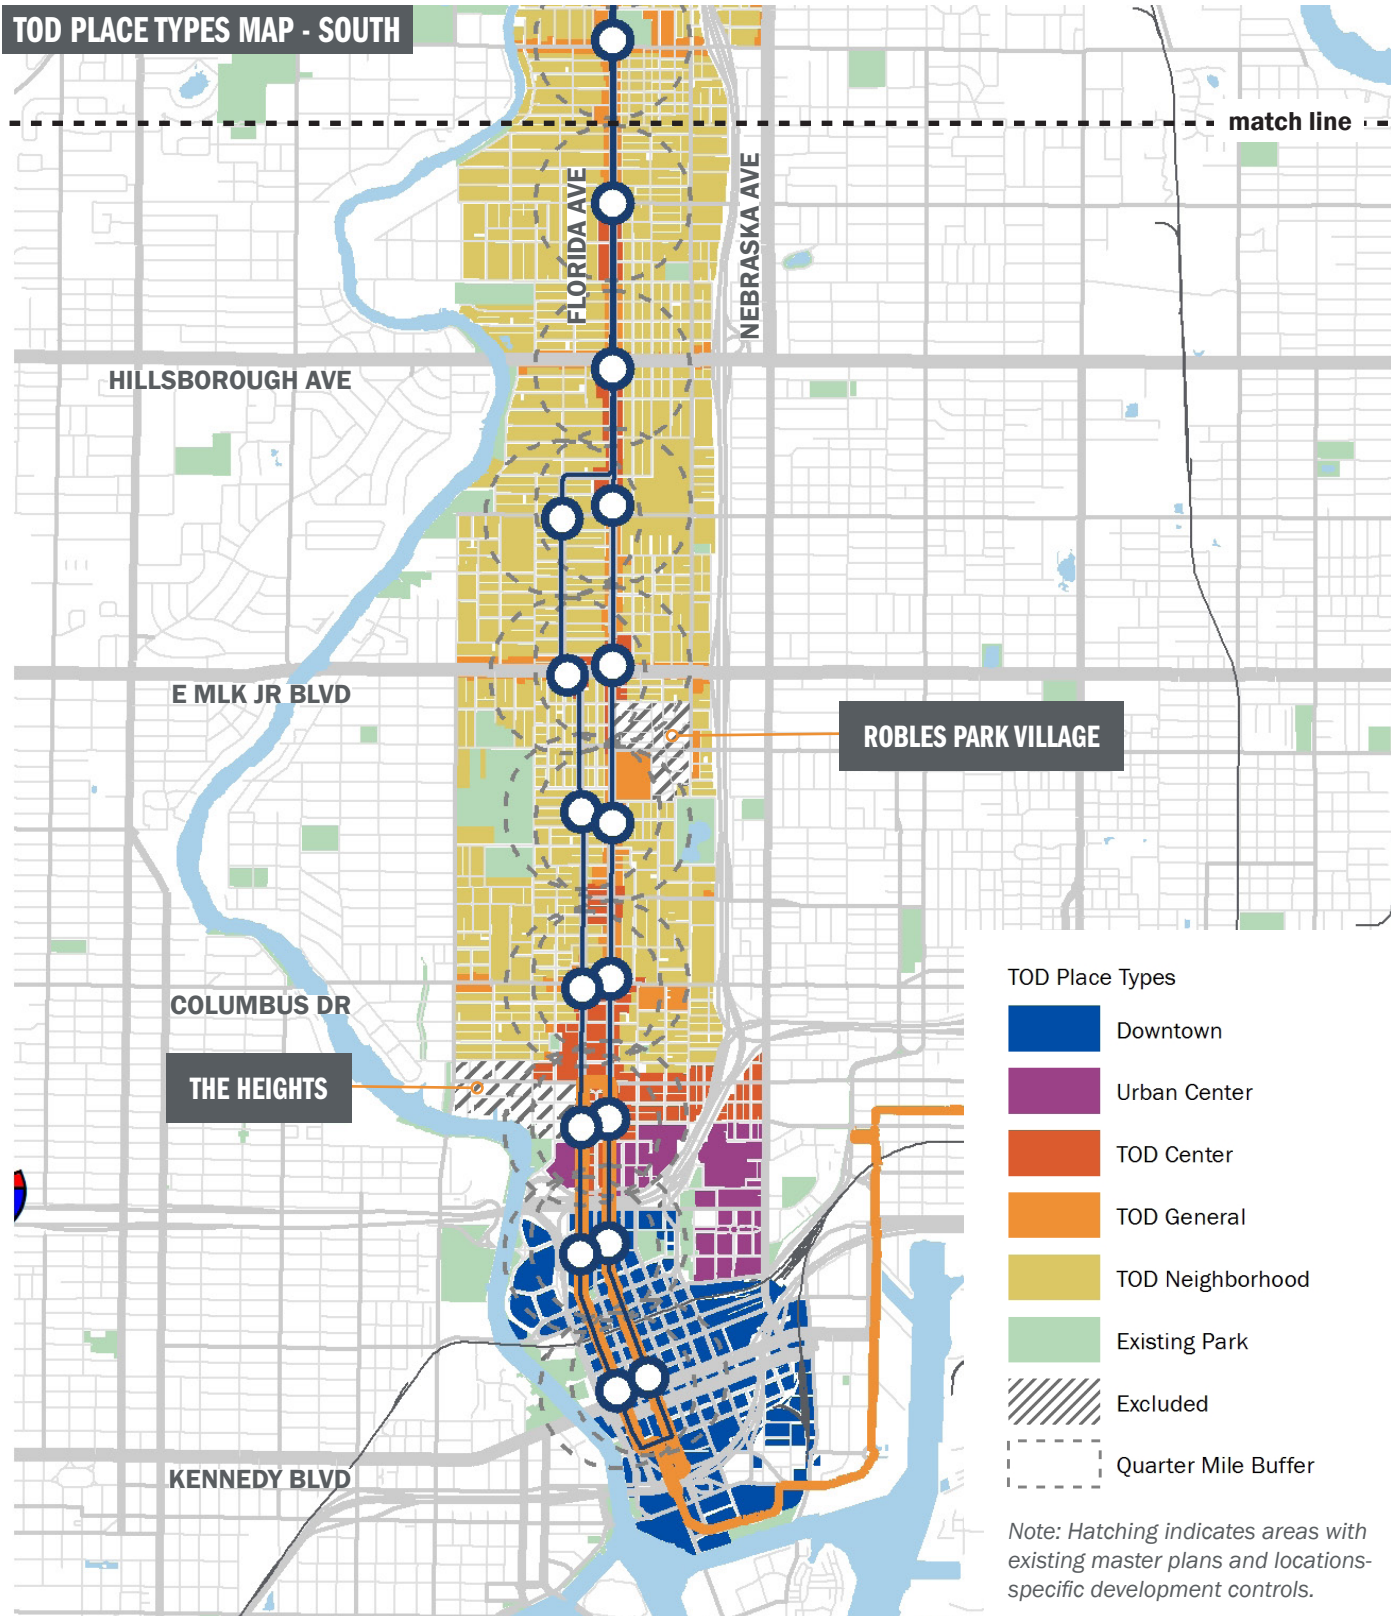 TOD PLACE TYPES MAP - SOUTH
match line
FLORIDA AVE
NEBRASKA AVE
HILLSBOROUGH AVE
E MLK JR BLVD
ROBLES PARK VILLAGE
COLUMBUS DR
THE HEIGHTS
KENNEDY BLVD
TOD Place Types
Downtown
Urban Center
TOD Center
TOD General
TOD Neighborhood
Existing Park
Excluded
Quarter Mile Buffer
Note: Hatching indicates areas with
existing master plans and locations-
specific development controls.